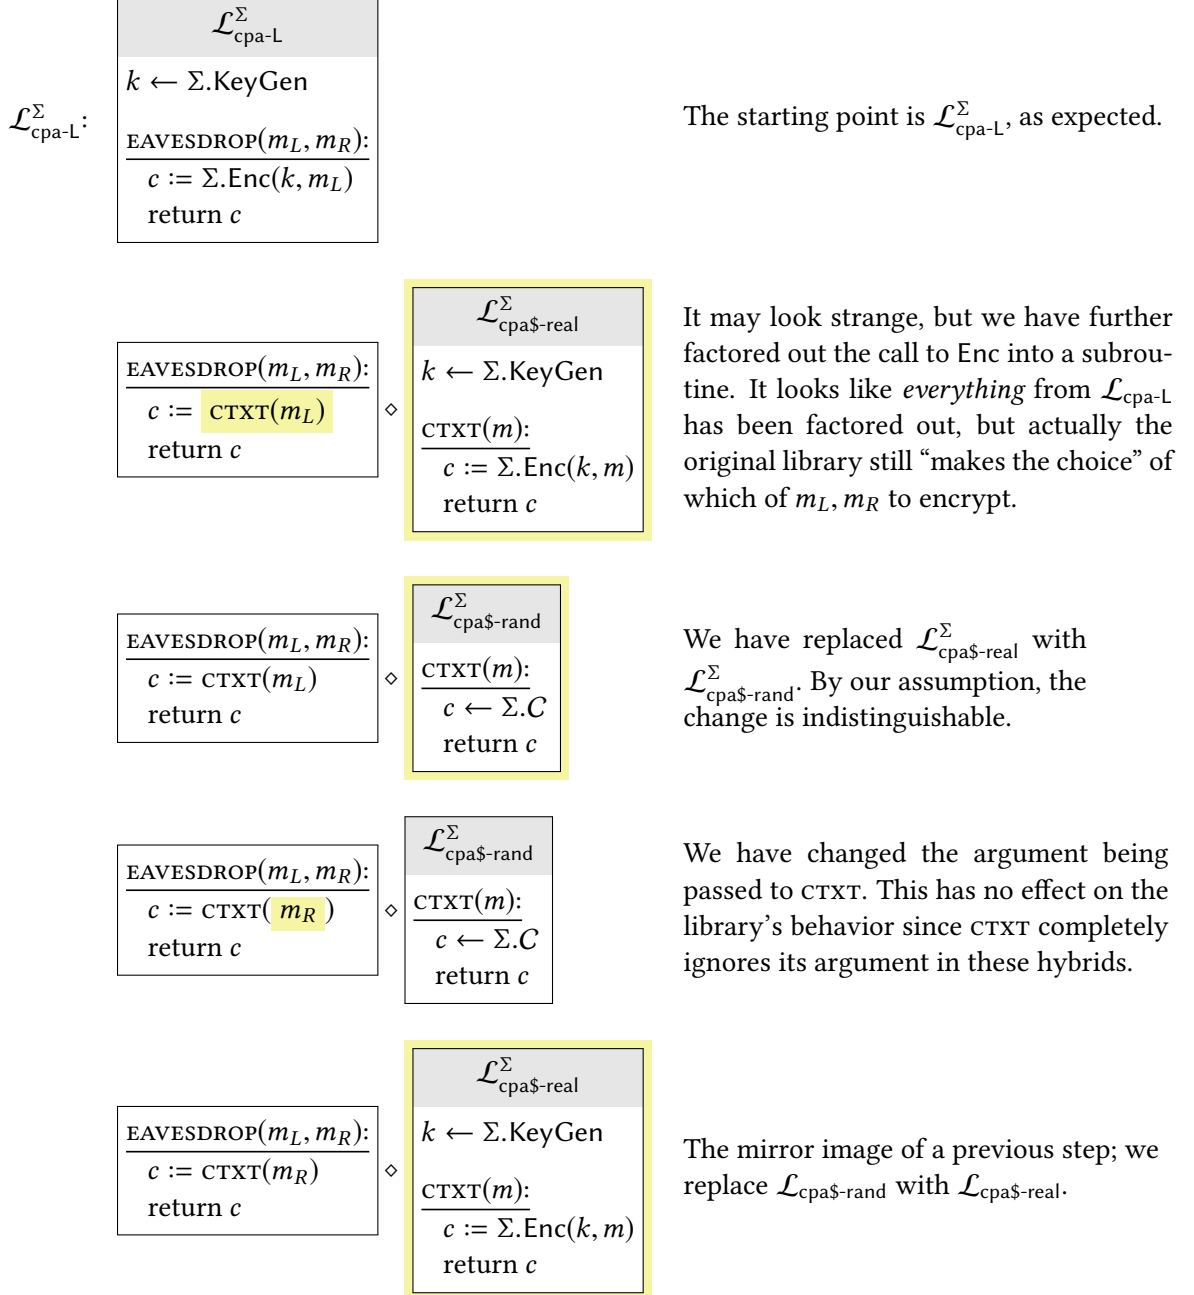 𝓛^Σ_cpa-L
k ← Σ.KeyGen
𝓛^Σ_cpa-L:
EAVESDROP(m_L, m_R):
c := Σ.Enc(k, m_L)
return c
The starting point is 𝓛^Σ_cpa-L, as expected.
EAVESDROP(m_L, m_R):
c := CTXT(m_L)
return c
⋄
𝓛^Σ_cpa$-real
k ← Σ.KeyGen
CTXT(m):
c := Σ.Enc(k, m)
return c
It may look strange, but we have further
factored out the call to Enc into a subrou-
tine. It looks like everything from 𝓛_cpa-L
has been factored out, but actually the
original library still “makes the choice” of
which of m_L, m_R to encrypt.
EAVESDROP(m_L, m_R):
c := CTXT(m_L)
return c
⋄
𝓛^Σ_cpa$-rand
CTXT(m):
c ← Σ.C
return c
We have replaced 𝓛^Σ_cpa$-real with
𝓛^Σ_cpa$-rand. By our assumption, the
change is indistinguishable.
EAVESDROP(m_L, m_R):
c := CTXT( m_R )
return c
⋄
𝓛^Σ_cpa$-rand
CTXT(m):
c ← Σ.C
return c
We have changed the argument being
passed to CTXT. This has no effect on the
library’s behavior since CTXT completely
ignores its argument in these hybrids.
EAVESDROP(m_L, m_R):
c := CTXT(m_R)
return c
⋄
𝓛^Σ_cpa$-real
k ← Σ.KeyGen
CTXT(m):
c := Σ.Enc(k, m)
return c
The mirror image of a previous step; we
replace 𝓛_cpa$-rand with 𝓛_cpa$-real.